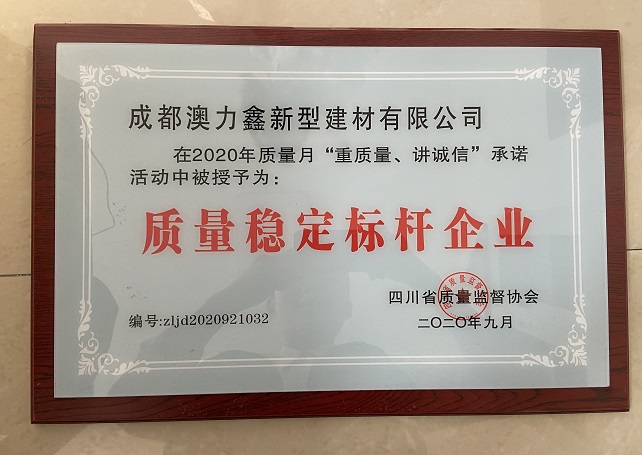 成都澳力鑫新型建材有限公司
在2020年质量月“重质量、讲诚信”承诺
活动中被授予为：
质量稳定标杆企业
四川省质量监督协会
编号:zljd2020921032
二〇二〇年九月